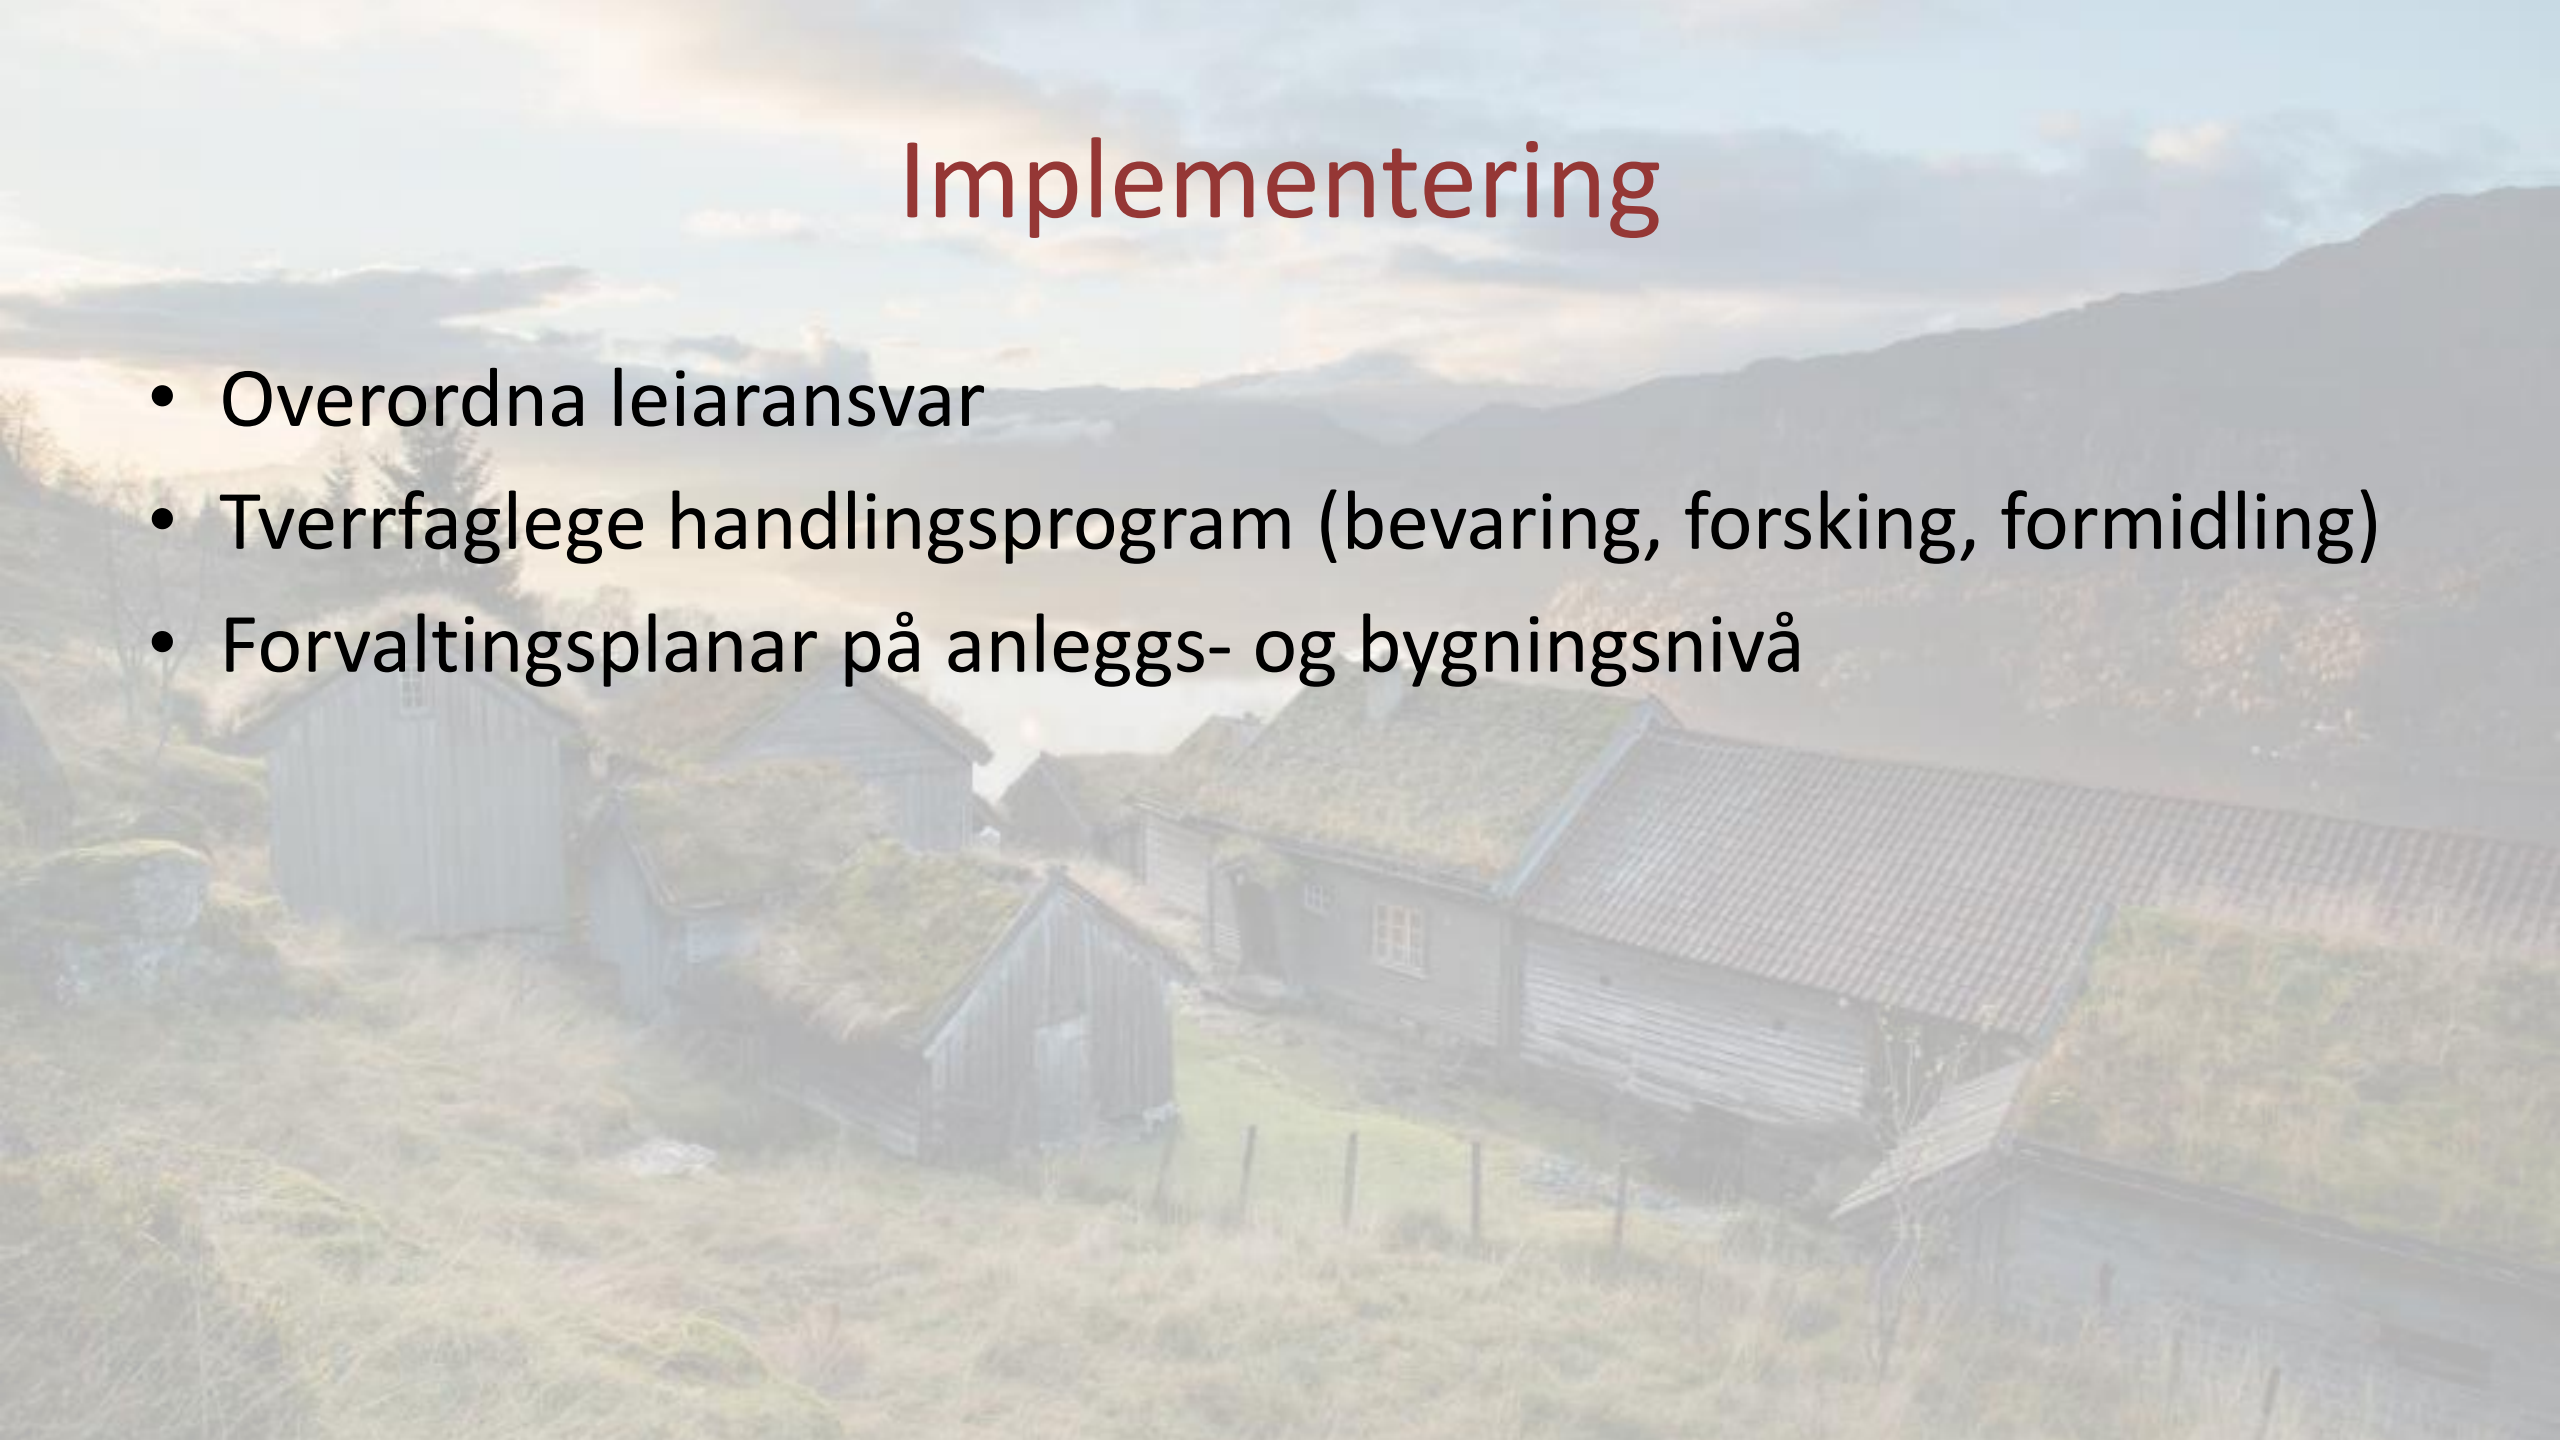 Implementering
• Overordna leiaransvar
• Tverrfaglege handlingsprogram (bevaring, forsking, formidling)
• Forvaltingsplanar på anleggs- og bygningsnivå